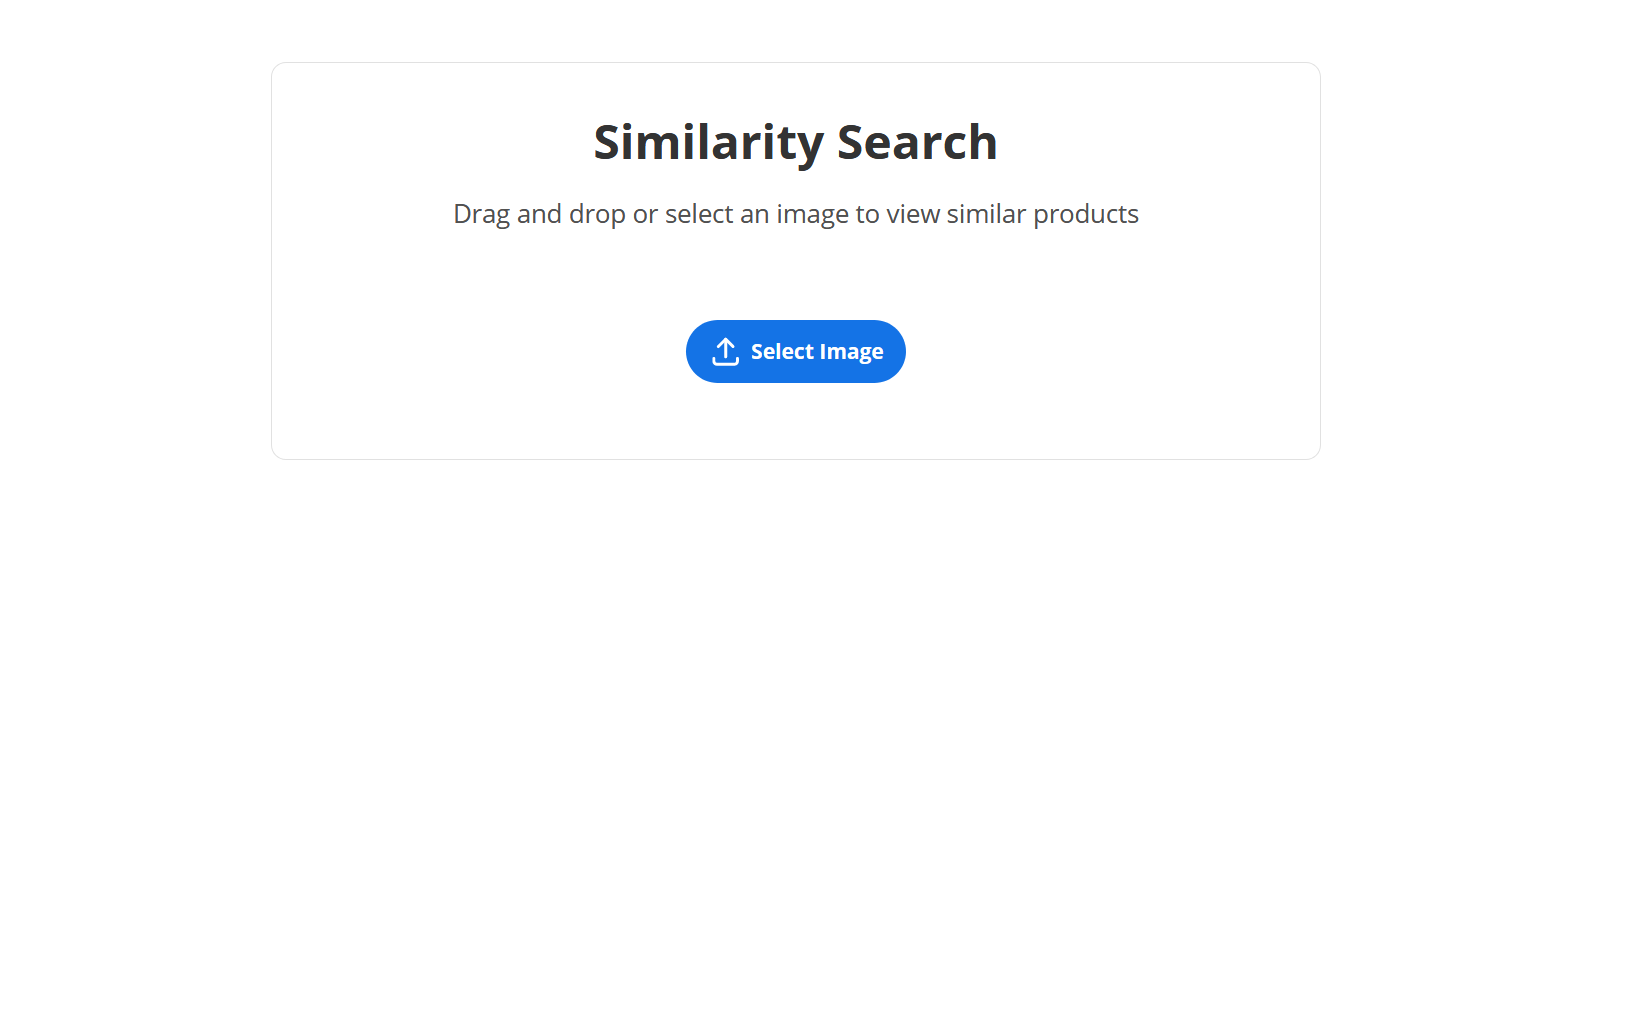 Similarity Search
Drag and drop or select an image to view similar products
Select Image